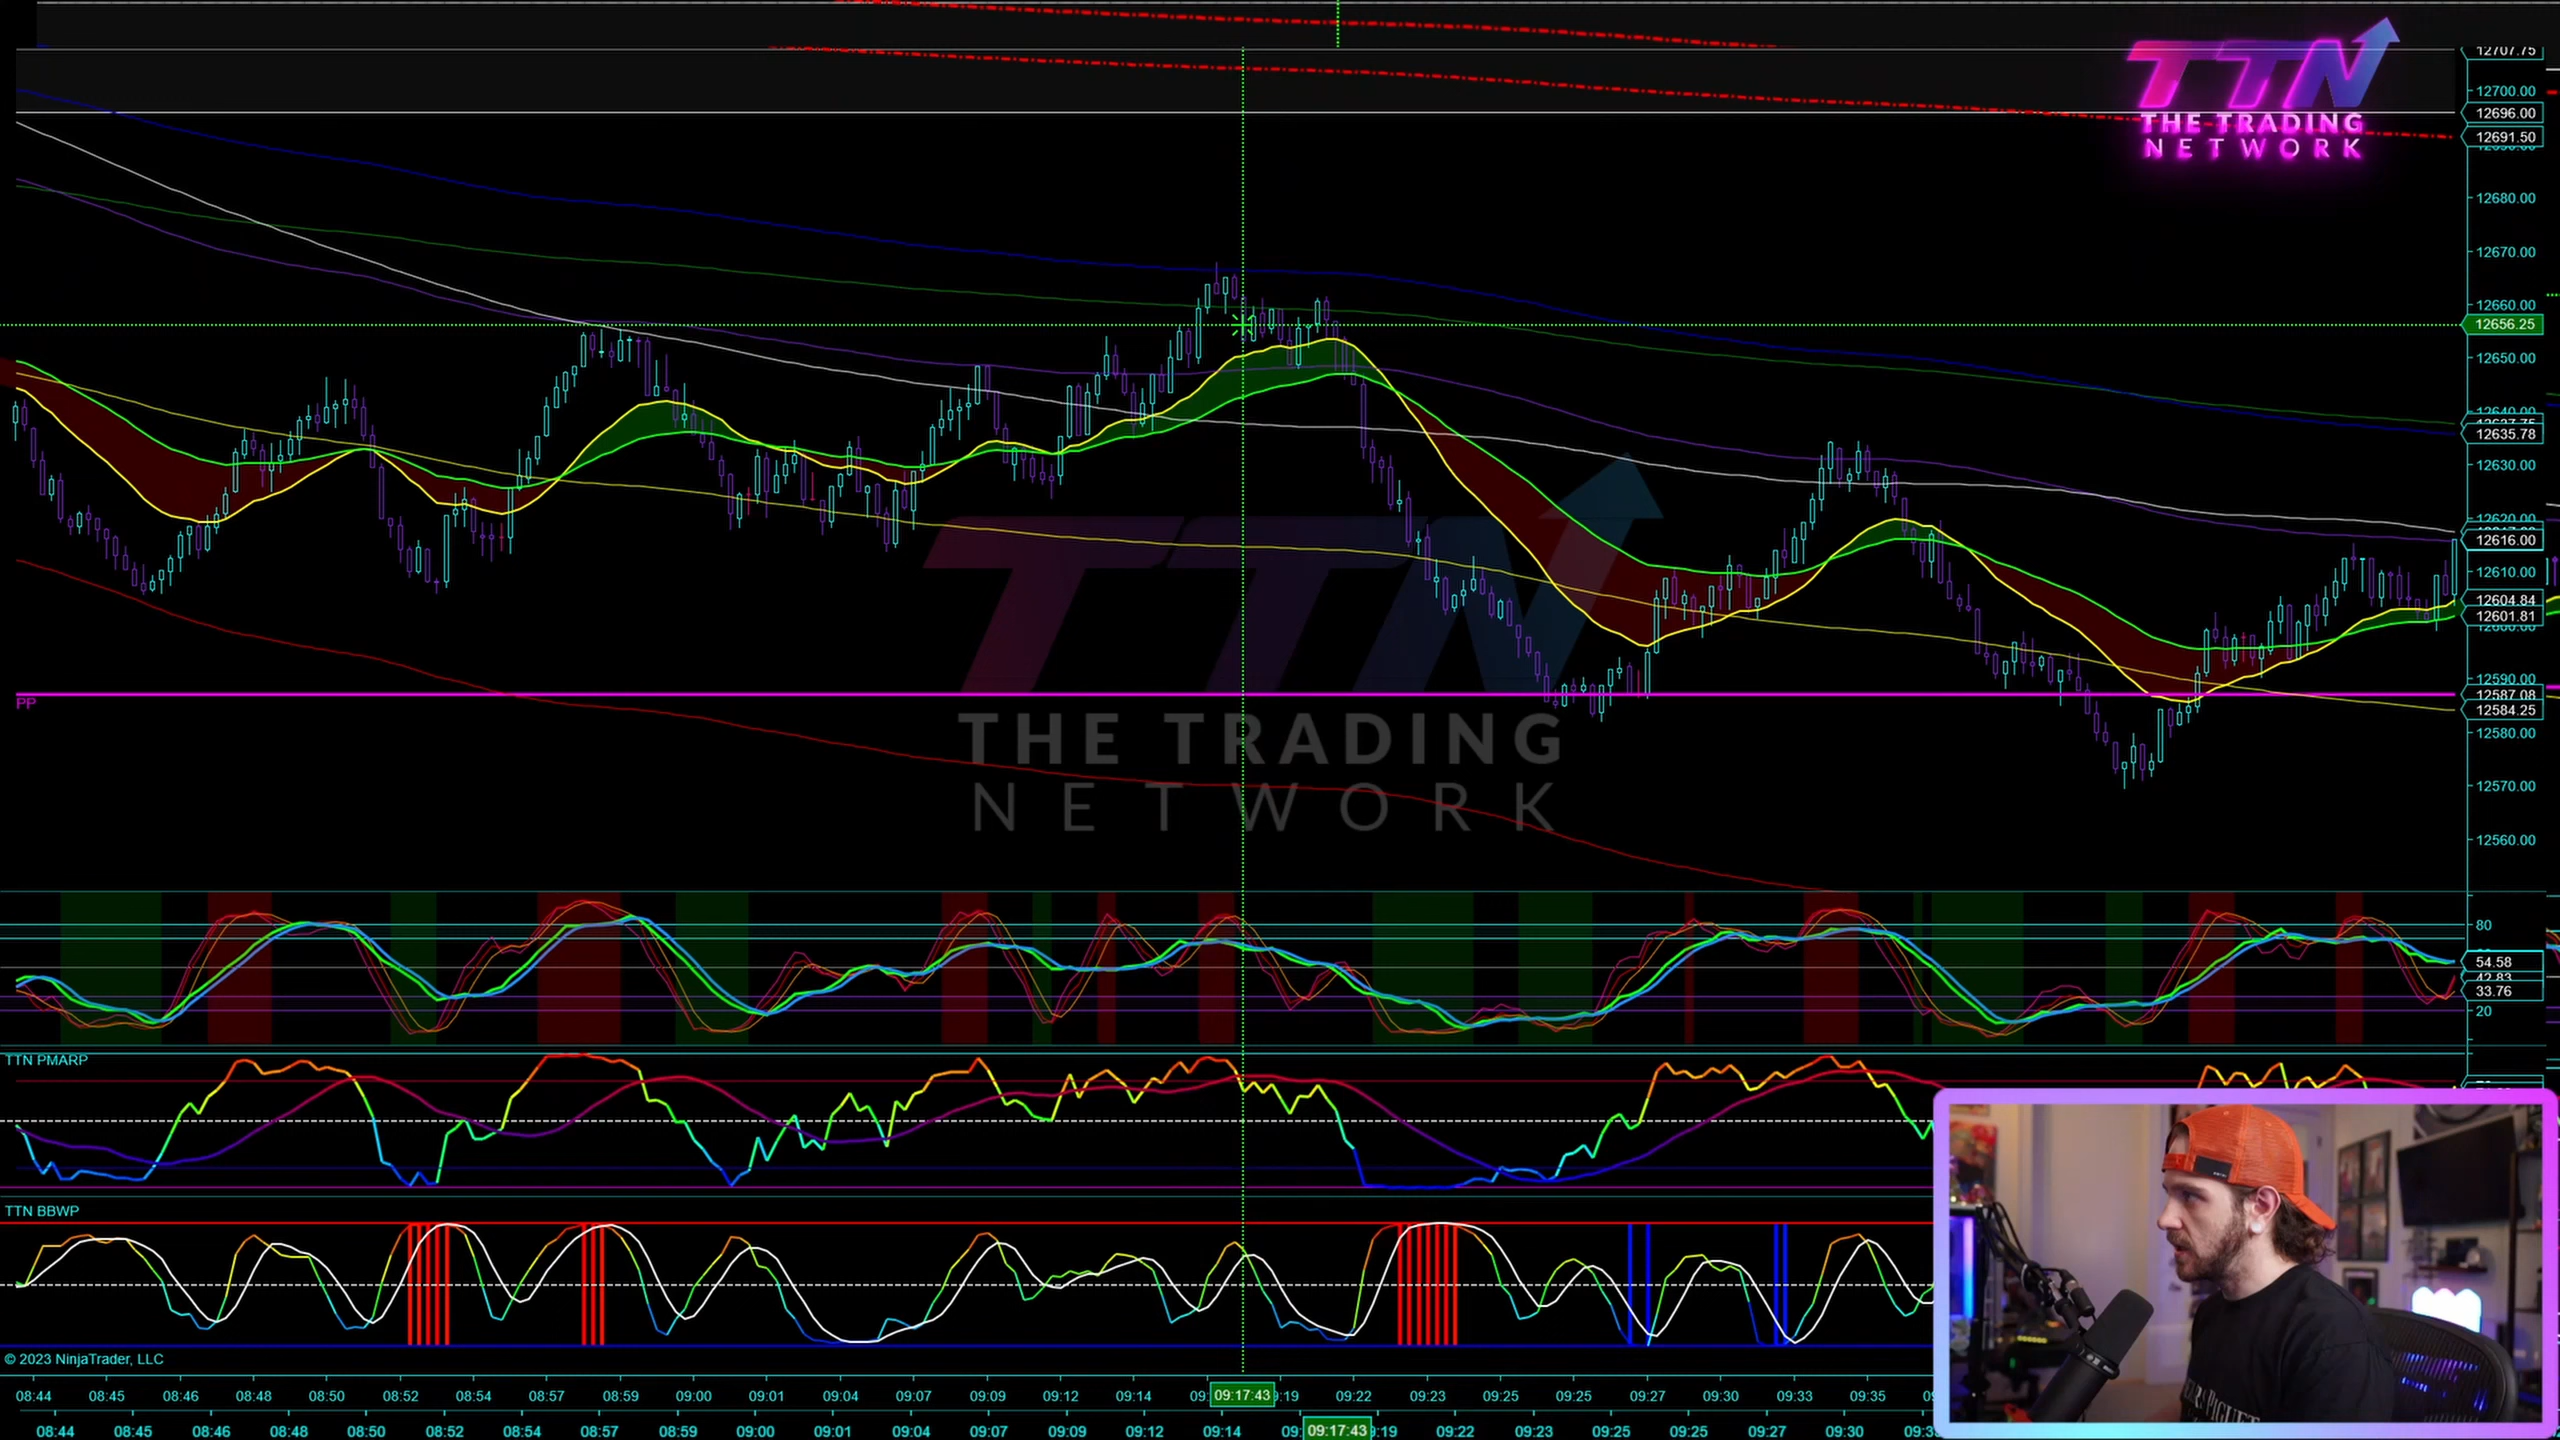 12707.75
TTN
THE TRADING
NETWORK
12700.00
12696.00
12691.50
12680.00
12670.00
12660.00
12656.25
12650.00
12640.00
12635.78
12630.00
12620.00
12616.00
12610.00
12604.84
12601.81
12590.00
12587.08
12584.25
12580.00
12570.00
12560.00
PP
TTN
THE TRADING
NETWORK
80
54.58
42.83
33.76
20
TTN PMARP
TTN BBWP
© 2023 NinjaTrader, LLC
08:44 08:45 08:46 08:48 08:50 08:52 08:54 08:57 08:59 09:00 09:01 09:04 09:07 09:09 09:12 09:14 09:17:43 09:22 09:23 09:25 09:25 09:27 09:30 09:33 09:35
08:44 08:45 08:46 08:48 08:50 08:52 08:54 08:57 08:59 09:00 09:01 09:04 09:07 09:09 09:12 09:14 09:17:43 09:22 09:23 09:25 09:25 09:27 09:30